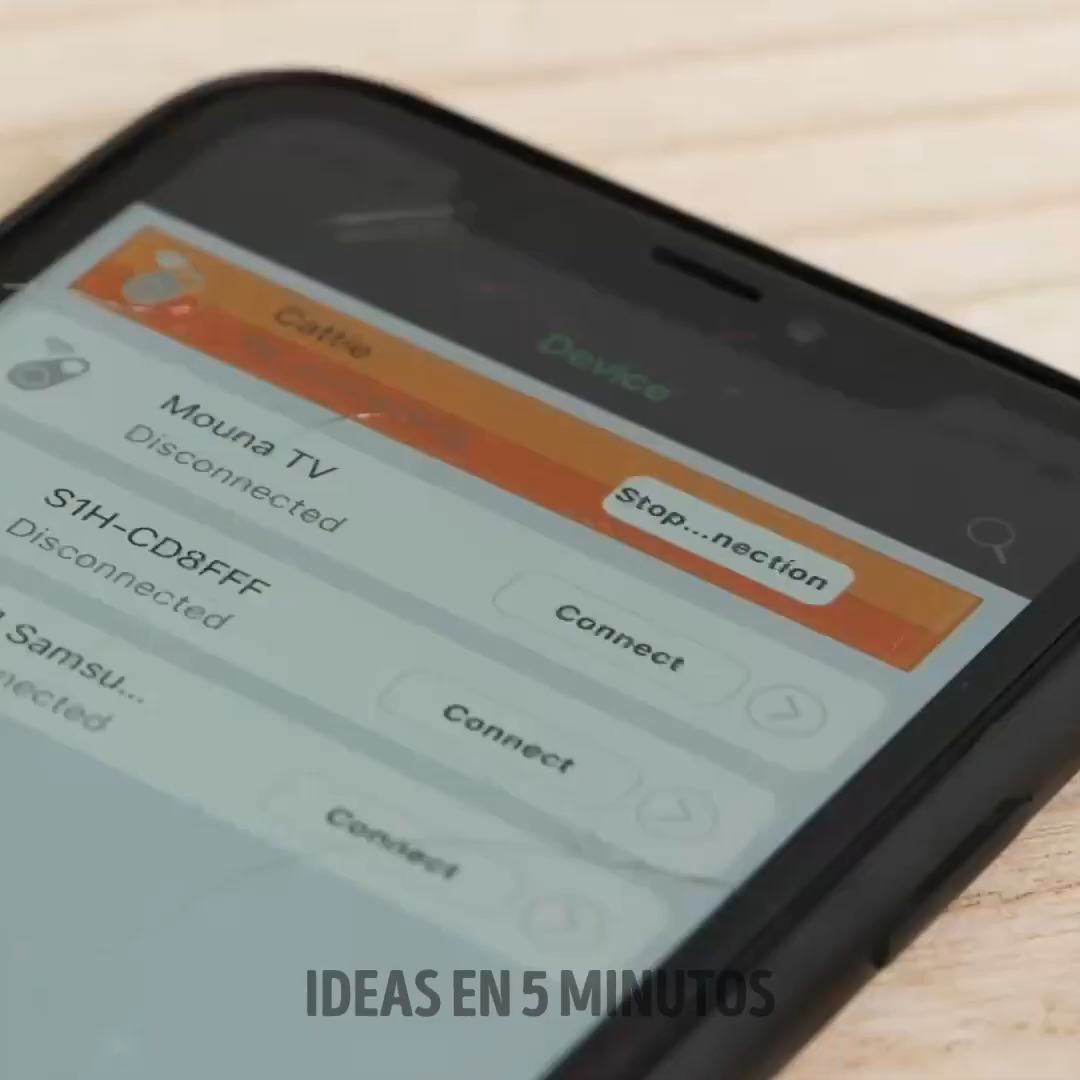 Device
Cattle
Stop...nection
Mouna TV
Disconnected
Connect
S1H-CD8FFF
Disconnected
Connect
Samsu...
nected
Connect
IDEAS EN 5 MINUTOS